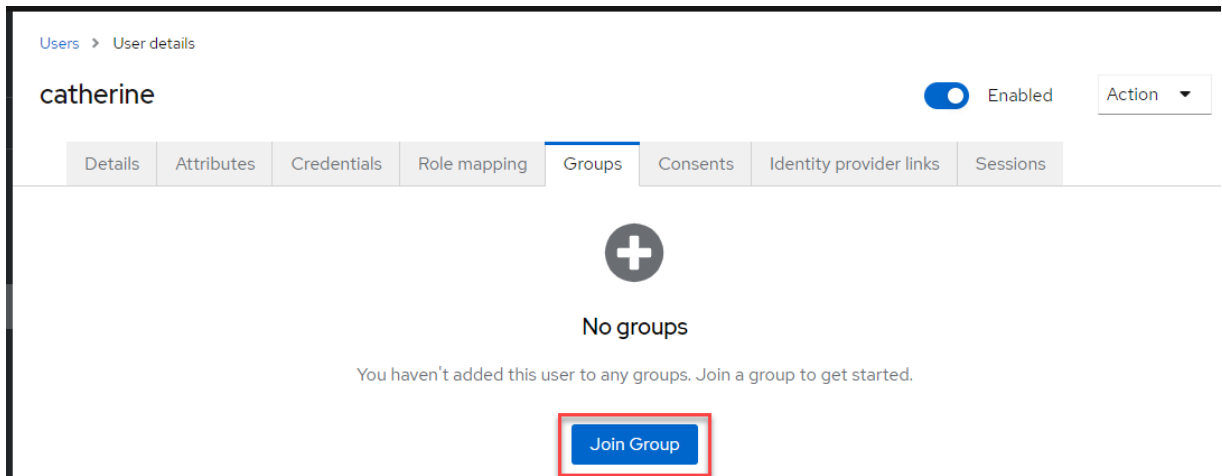 Users > User details
catherine
Enabled
Action
Details Attributes Credentials Role mapping Groups Consents Identity provider links Sessions
No groups
You haven't added this user to any groups. Join a group to get started.
Join Group